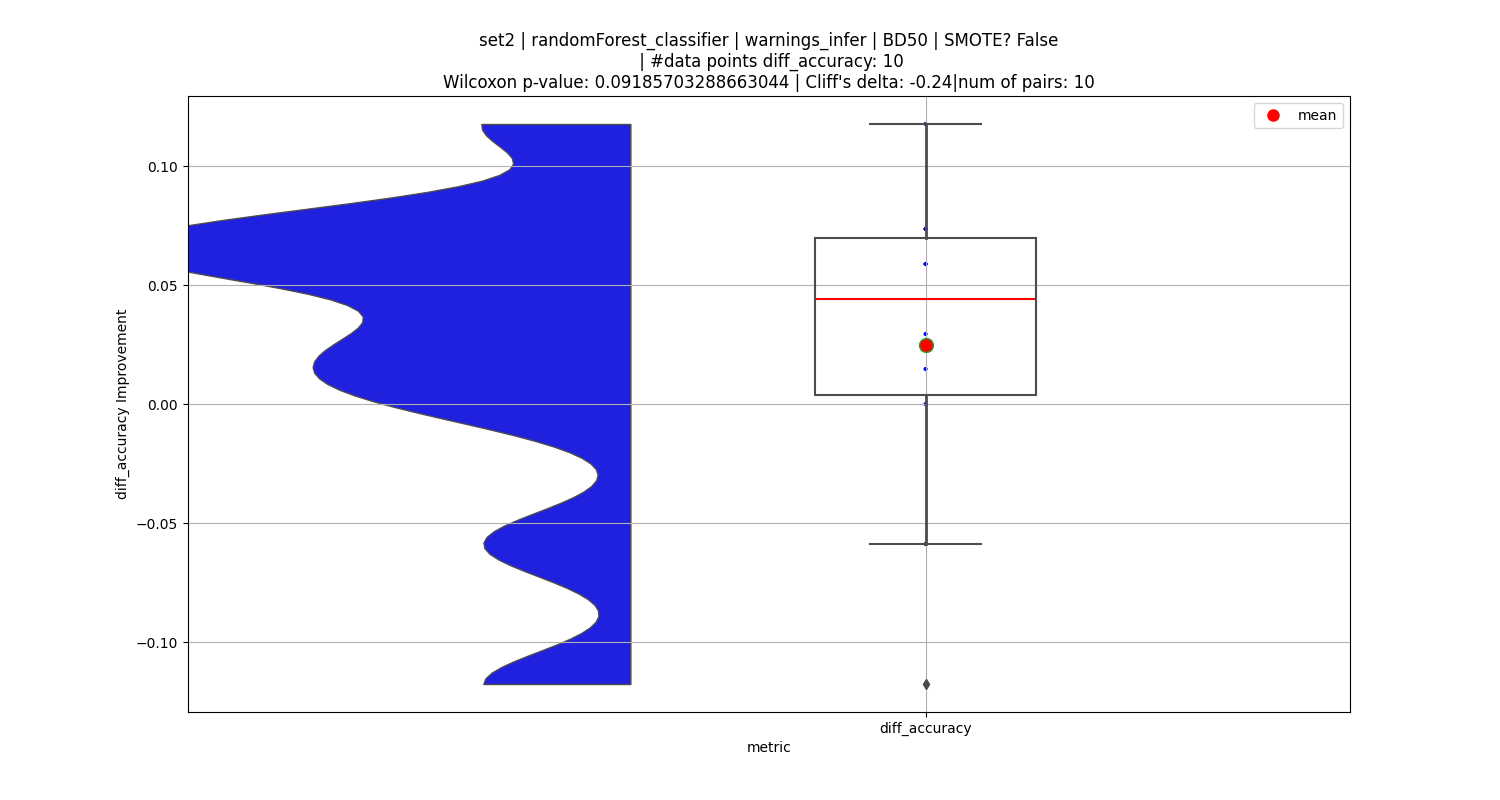 set2 | randomForest_classifier | warnings_infer | BD50 | SMOTE? False
| #data points diff_accuracy: 10
Wilcoxon p-value: 0.09185703288663044 | Cliff's delta: -0.24|num of pairs: 10
mean
diff_accuracy Improvement
0.10
0.05
0.00
−0.05
−0.10
diff_accuracy
metric